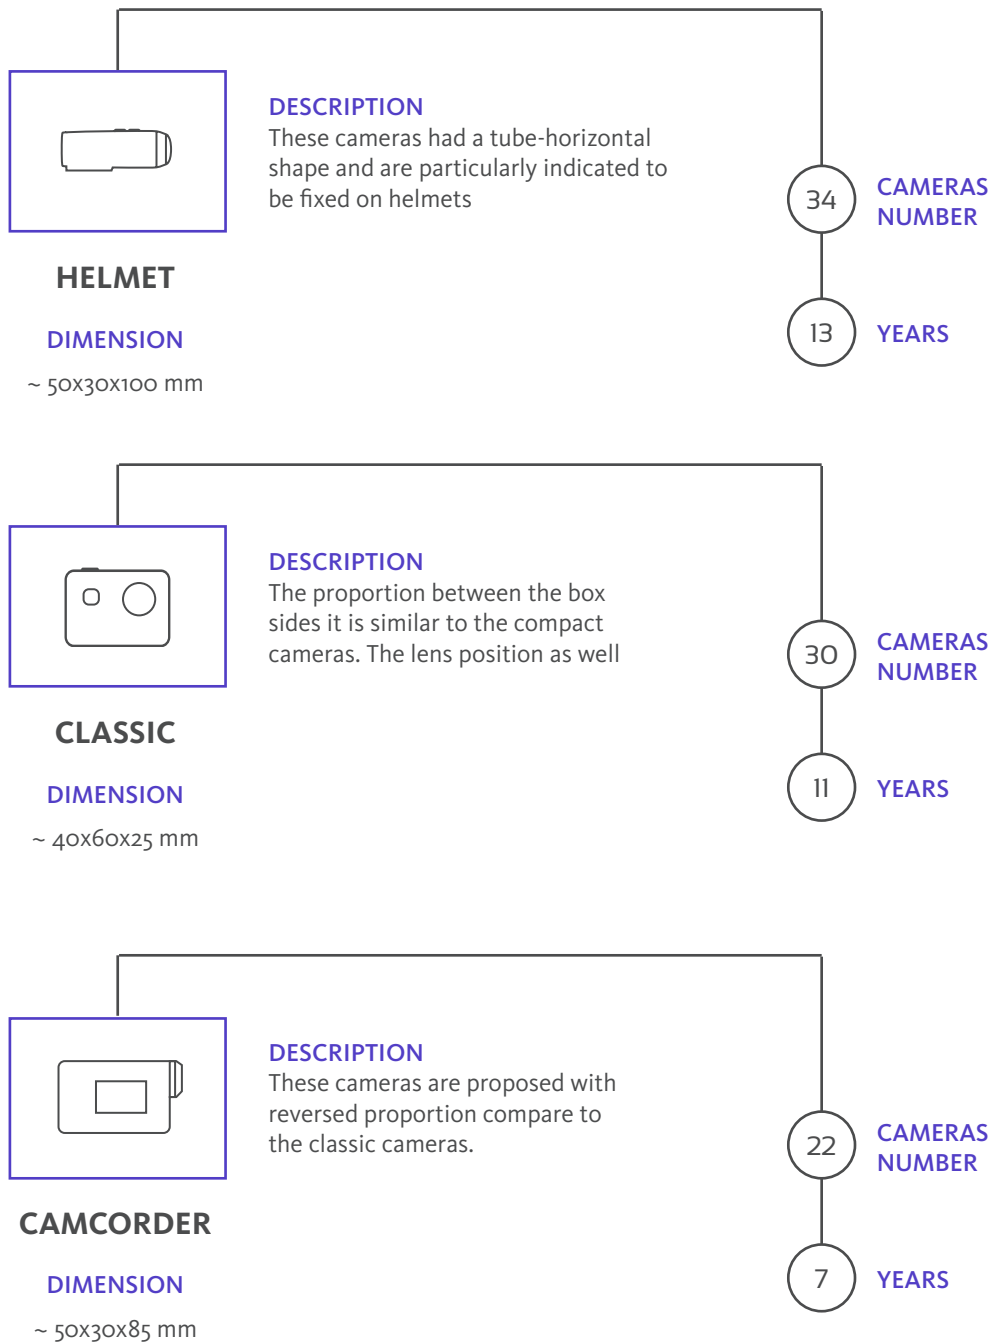 DESCRIPTION
These cameras had a tube-horizontal
shape and are particularly indicated to
be fixed on helmets
34
CAMERAS
NUMBER
HELMET
13
YEARS
DIMENSION
~ 50x30x100 mm
DESCRIPTION
The proportion between the box
sides it is similar to the compact
cameras. The lens position as well
30
CAMERAS
NUMBER
CLASSIC
11
YEARS
DIMENSION
~ 40x60x25 mm
DESCRIPTION
These cameras are proposed with
reversed proportion compare to
the classic cameras.
22
CAMERAS
NUMBER
CAMCORDER
7
YEARS
DIMENSION
~ 50x30x85 mm